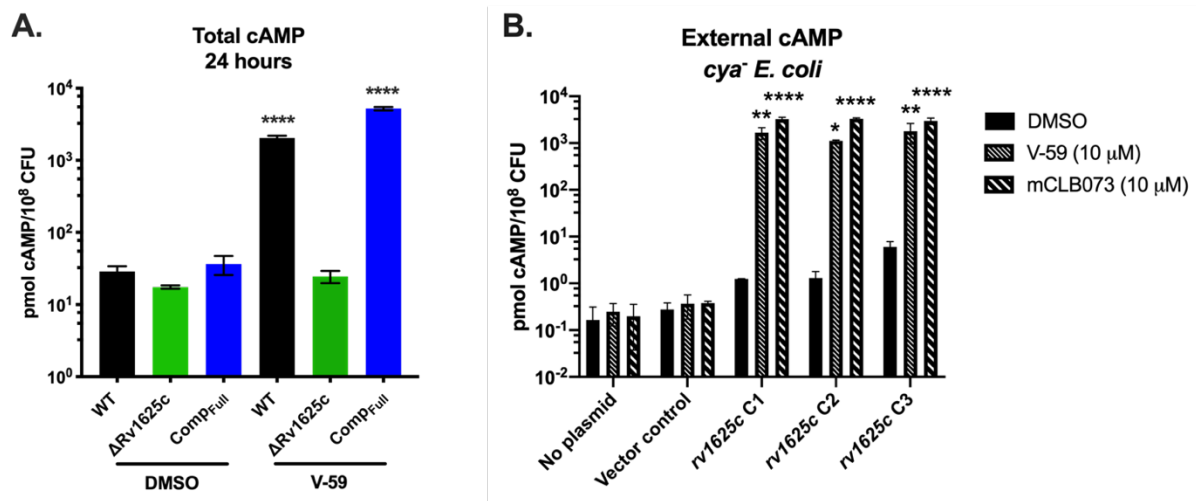 A.
Total cAMP
24 hours
pmol cAMP/10⁸ CFU
10⁴
10³
10²
10¹
10⁰
****
****
WT
ΔRv1625c
Comp_Full
WT
ΔRv1625c
Comp_Full
DMSO
V-59
B.
External cAMP
cya⁻ E. coli
pmol cAMP/10⁸ CFU
10⁴
10³
10²
10¹
10⁰
10⁻¹
10⁻²
**
****
*
****
**
****
No plasmid
Vector control
rv1625c C1
rv1625c C2
rv1625c C3
DMSO
V-59 (10 μM)
mCLB073 (10 μM)